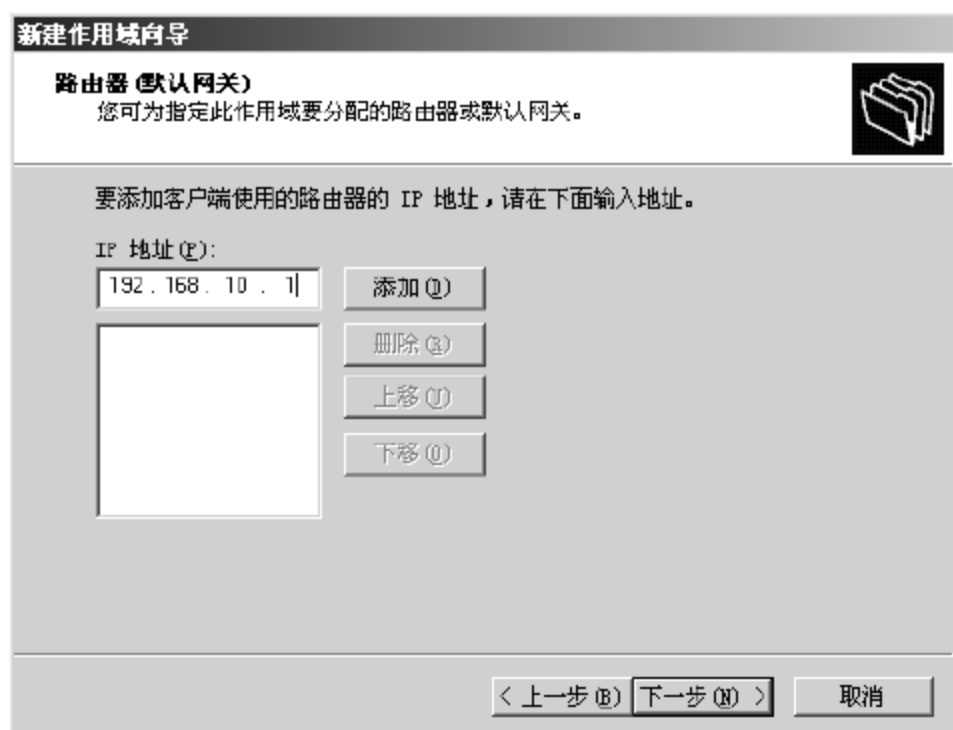 新建作用域向导
路由器(默认网关)
您可为指定此作用域要分配的路由器或默认网关。
要添加客户端使用的路由器的 IP 地址，请在下面输入地址。
IP 地址(P):
192 . 168 . 10 . 1
添加(D)
删除(R)
上移(U)
下移(O)
< 上一步(B)
下一步(N) >
取消